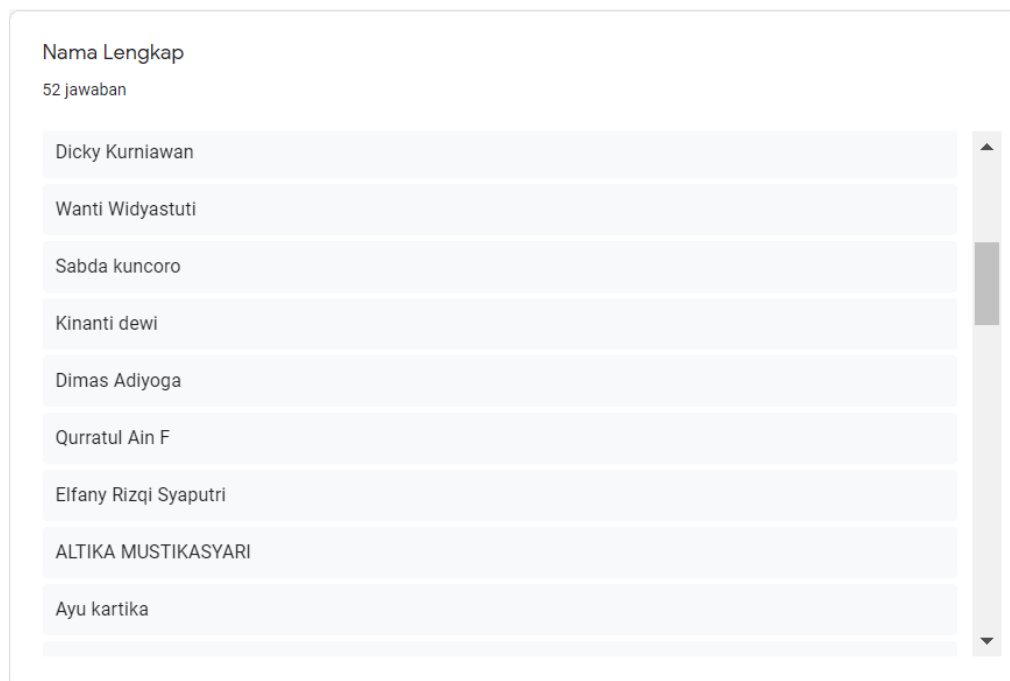 Nama Lengkap
52 jawaban
Dicky Kurniawan
Wanti Widyastuti
Sabda kuncoro
Kinanti dewi
Dimas Adiyoga
Qurratul Ain F
Elfany Rizqi Syaputri
ALTIKA MUSTIKASYARI
Ayu kartika